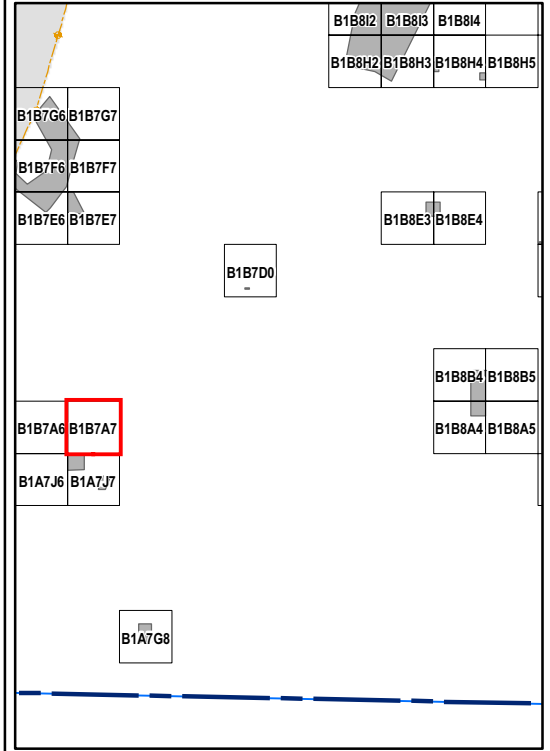 B1B8I2 B1B8I3 B1B8I4
B1B8H2 B1B8H3 B1B8H4 B1B8H5
B1B7G6 B1B7G7
B1B7F6 B1B7F7
B1B7E6 B1B7E7 B1B8E3 B1B8E4
B1B7D0
B1B8B4 B1B8B5
B1B7A6 B1B7A7 B1B8A4 B1B8A5
B1A7J6 B1A7J7
B1A7G8